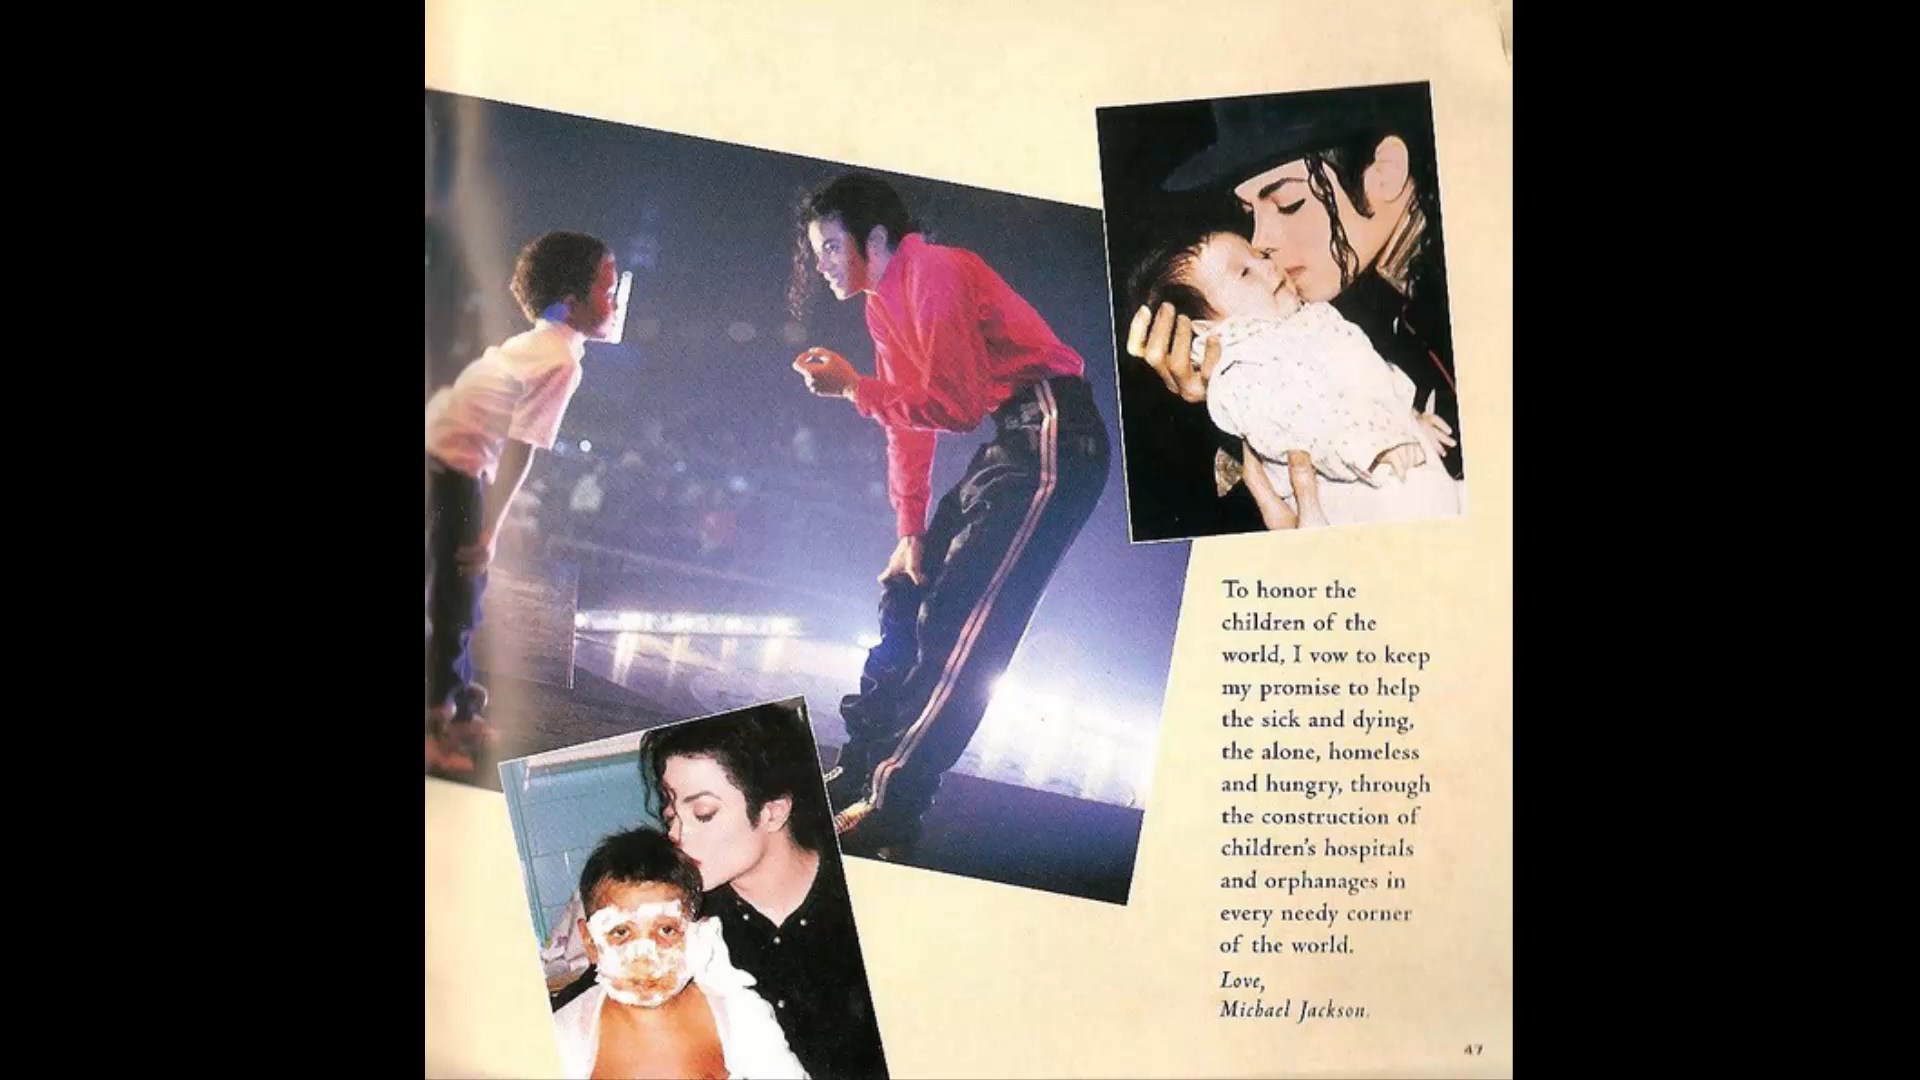 To honor the
children of the
world, I vow to keep
my promise to help
the sick and dying,
the alone, homeless
and hungry, through
the construction of
children's hospitals
and orphanages in
every needy corner
of the world.
Love,
Michael Jackson.
47